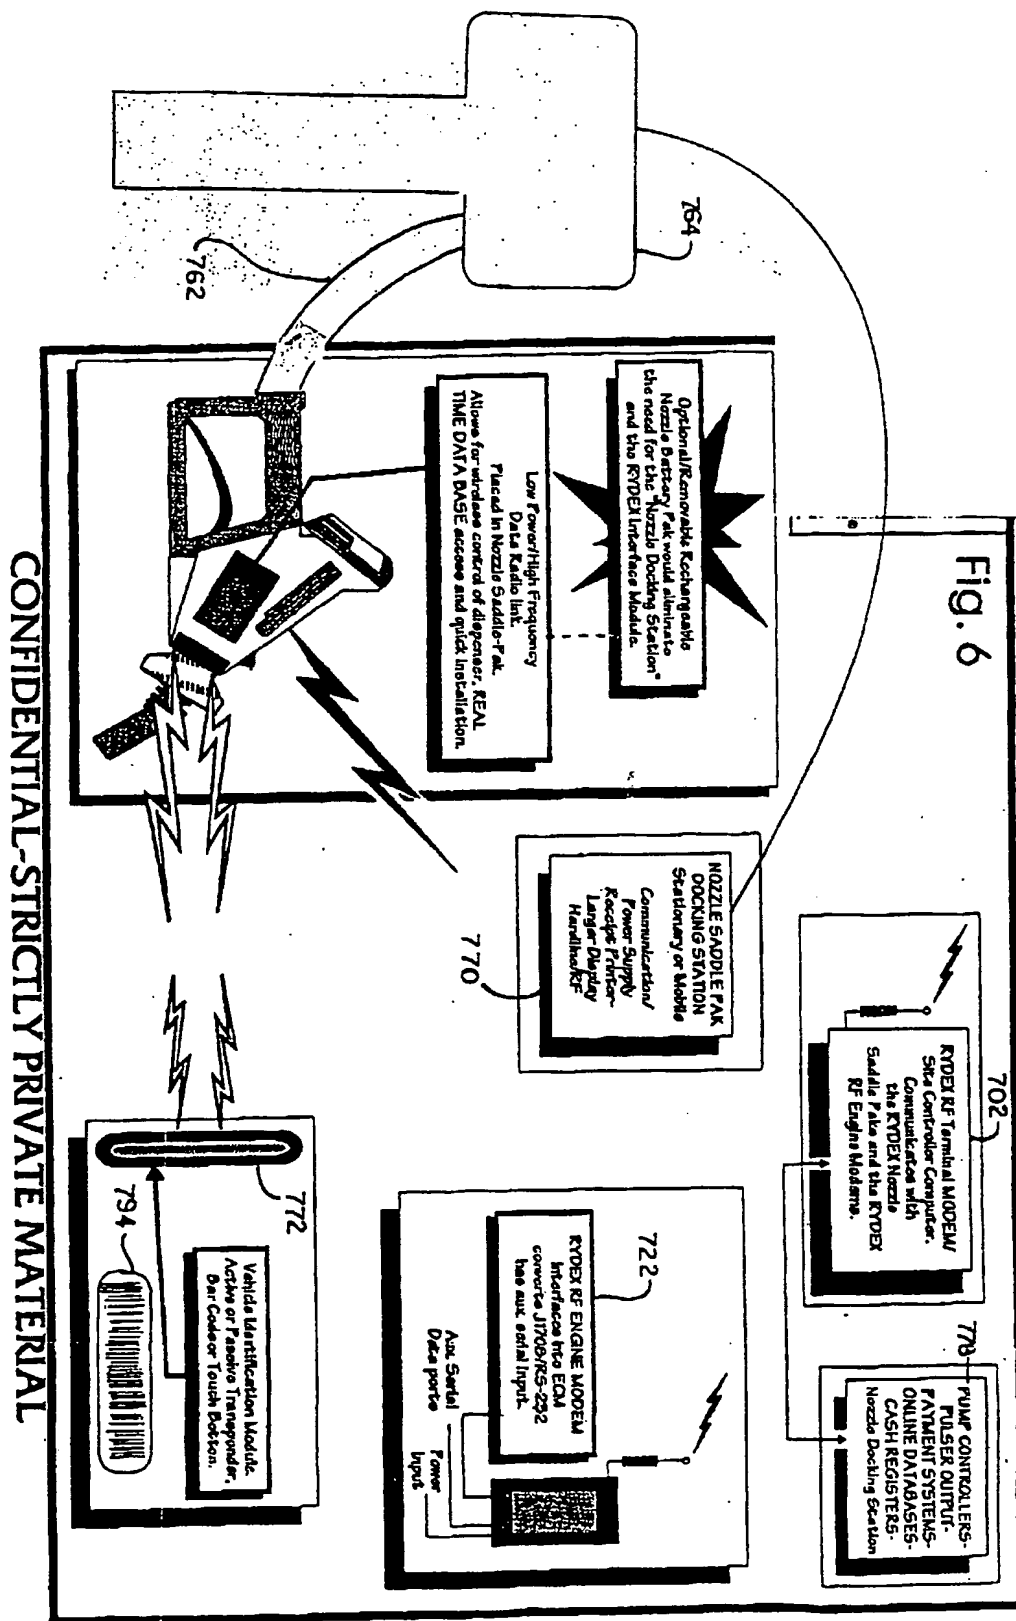 Fig. 6
764
762
Optional/Removable Rechargeable
Nozzle Battery Pak would eliminate
the need for the "Nozzle Docking Station"
and the RYDEX Interface Module.
Low Power/High Frequency
Data Radio link
Placed in Nozzle Saddle-Pak.
Allows for wireless control of dispenser, REAL
TIME DATA BASE access and quick installation.
NOZZLE SADDLE PAK
DOCKING STATION
Stationary or Mobile
Communication/
Power Supply
Receipt Printer-
Larger Display
Hardline/RF
770
702
RYDEX RF Terminal MODEM/
Site Controller Computer.
Communicates with
the RYDEX Nozzle
Saddle Paks and the RYDEX
RF Engine Modems.
778
PUMP CONTROLLERS-
PULSER OUTPUT-
PAYMENT SYSTEMS-
ONLINE DATABASES-
CASH REGISTERS-
Nozzle Docking Station
722
RYDEX RF ENGINE MODEM
Interfaces into ECM
converts J1708/RS-232
has aux. serial input.
Aux Serial
Data ports
Power
Input
772
794
Vehicle Identification Module.
Active or Passive Transponder,
Bar Code or Touch Button.
CONFIDENTIAL-STRICTLY PRIVATE MATERIAL